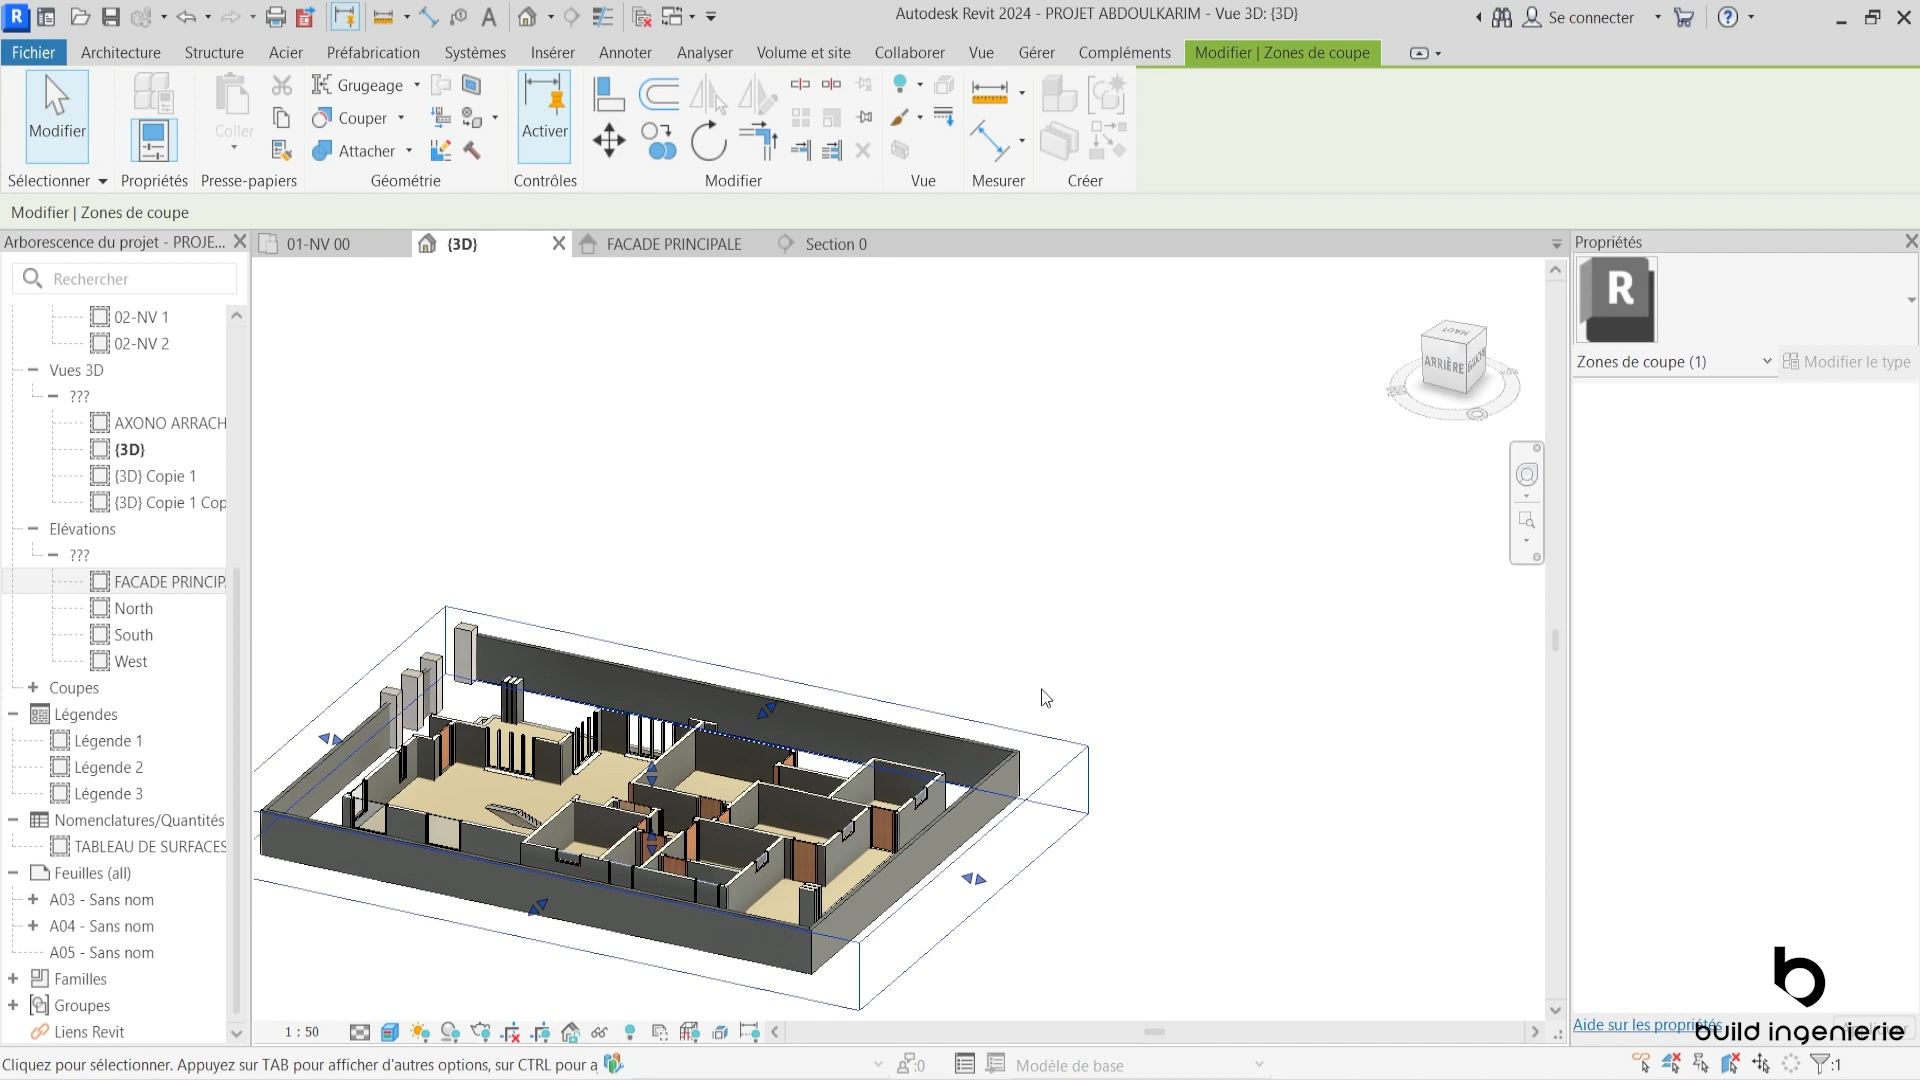 Autodesk Revit 2024 - PROJET ABDOULKARIM - Vue 3D: {3D}
Se connecter
Fichier Architecture Structure Acier Préfabrication Systèmes Insérer Annoter Analyser Volume et site Collaborer Vue Gérer Compléments Modifier | Zones de coupe
Modifier
Coller
Grugeage
Couper
Attacher
Activer
Sélectionner Propriétés Presse-papiers Géométrie Contrôles Modifier Vue Mesurer Créer
Modifier | Zones de coupe
Arborescence du projet - PROJE...
01-NV 00
{3D}
FACADE PRINCIPALE
Section 0
Propriétés
Rechercher
R
Zones de coupe (1)
Modifier le type
02-NV 1
02-NV 2
Vues 3D
???
AXONO ARRACH
{3D}
{3D} Copie 1
{3D} Copie 1 Cop
Elévations
???
FACADE PRINCIP
North
South
West
Coupes
Légendes
Légende 1
Légende 2
Légende 3
Nomenclatures/Quantités
TABLEAU DE SURFACES
Feuilles (all)
A03 - Sans nom
A04 - Sans nom
A05 - Sans nom
Familles
Groupes
Liens Revit
HAUT
ARRIÈRE
GAUCHE
1 : 50
Aide sur les propriétés
build ingenierie
Cliquez pour sélectionner. Appuyez sur TAB pour afficher d'autres options, sur CTRL pour a
:0
Modèle de base
:1